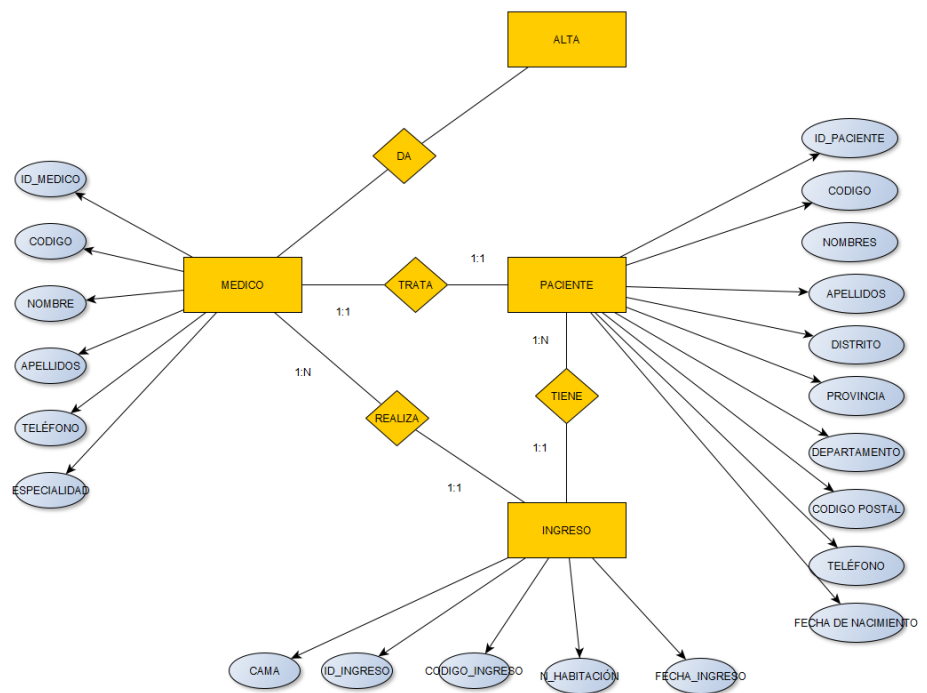 ALTA
DA
ID_MEDICO
CODIGO
NOMBRE
APELLIDOS
TELÉFONO
ESPECIALIDAD
MEDICO
1:1
TRATA
1:1
PACIENTE
ID_PACIENTE
CODIGO
NOMBRES
APELLIDOS
DISTRITO
PROVINCIA
DEPARTAMENTO
CODIGO POSTAL
TELÉFONO
FECHA DE NACIMIENTO
1:N
REALIZA
1:1
1:N
TIENE
1:1
INGRESO
CAMA
ID_INGRESO
CODIGO_INGRESO
N_HABITACIÓN
FECHA_INGRESO